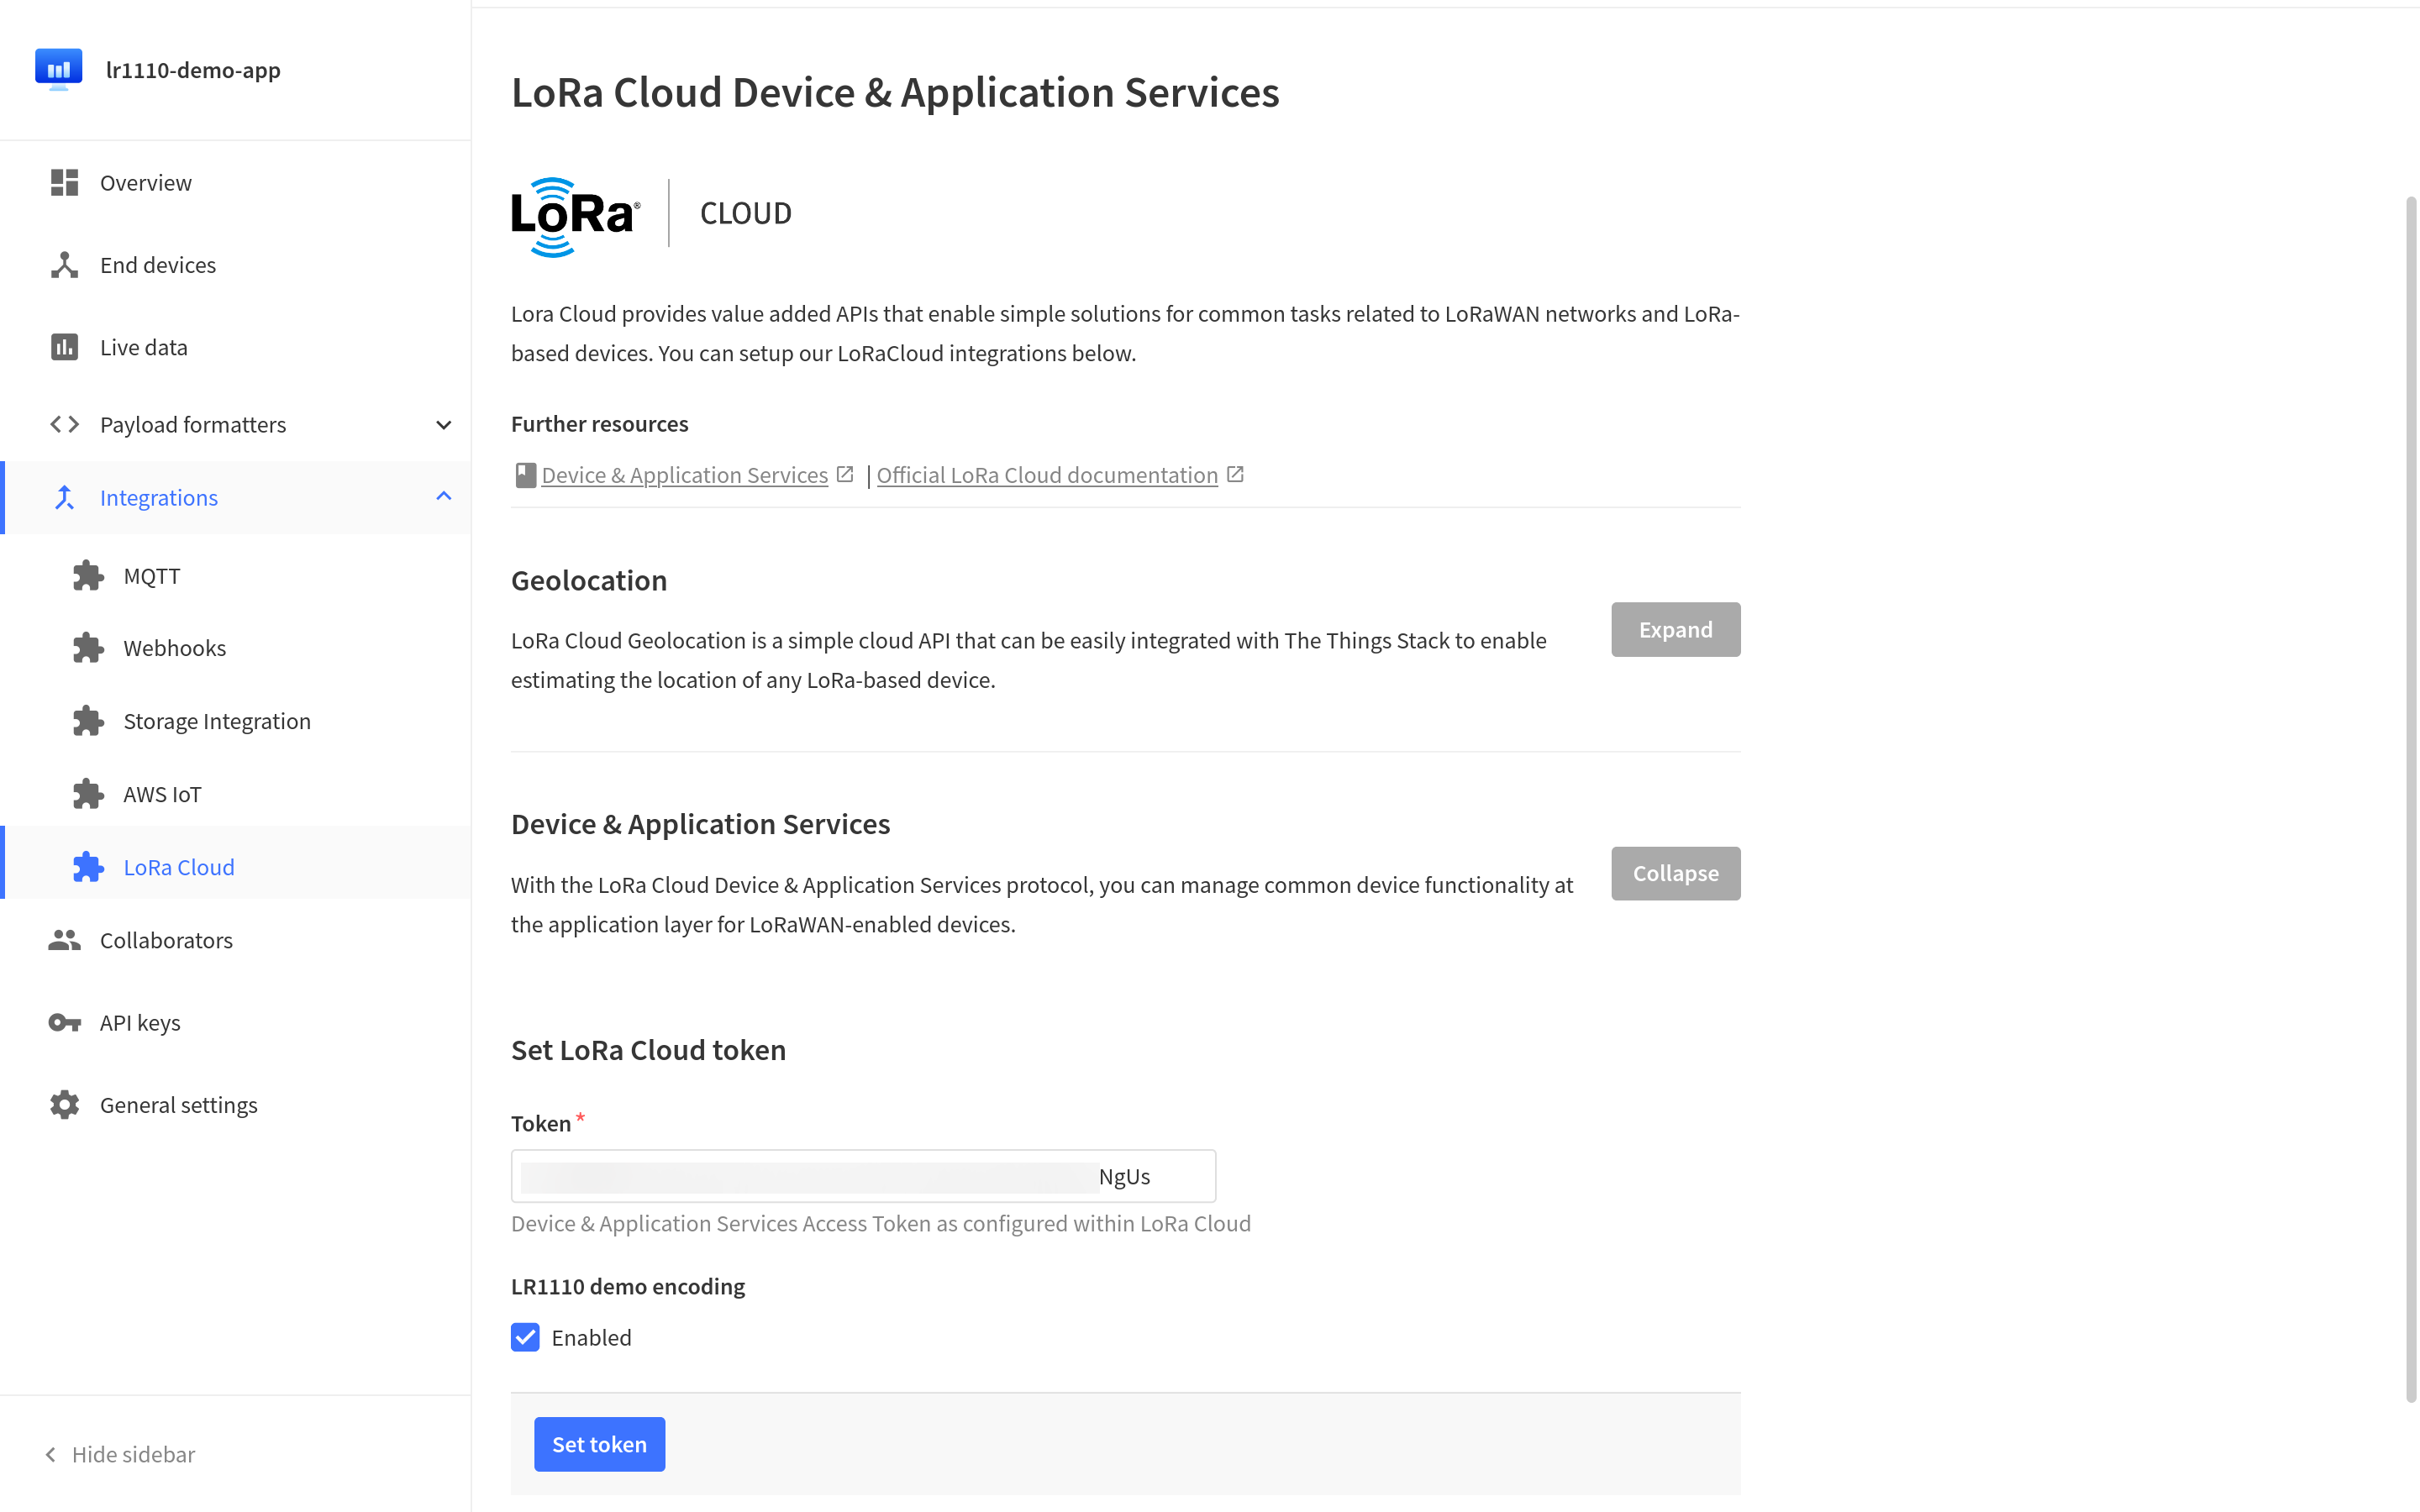 lr1110-demo-app
Overview
End devices
Live data
Payload formatters
Integrations
MQTT
Webhooks
Storage Integration
AWS IoT
LoRa Cloud
Collaborators
API keys
General settings
Hide sidebar
LoRa Cloud Device & Application Services
LoRa® CLOUD
Lora Cloud provides value added APIs that enable simple solutions for common tasks related to LoRaWAN networks and LoRa-
based devices. You can setup our LoRaCloud integrations below.
Further resources
Device & Application Services | Official LoRa Cloud documentation
Geolocation
LoRa Cloud Geolocation is a simple cloud API that can be easily integrated with The Things Stack to enable
estimating the location of any LoRa-based device.
Expand
Device & Application Services
With the LoRa Cloud Device & Application Services protocol, you can manage common device functionality at
the application layer for LoRaWAN-enabled devices.
Collapse
Set LoRa Cloud token
Token *
NgUs
Device & Application Services Access Token as configured within LoRa Cloud
LR1110 demo encoding
Enabled
Set token